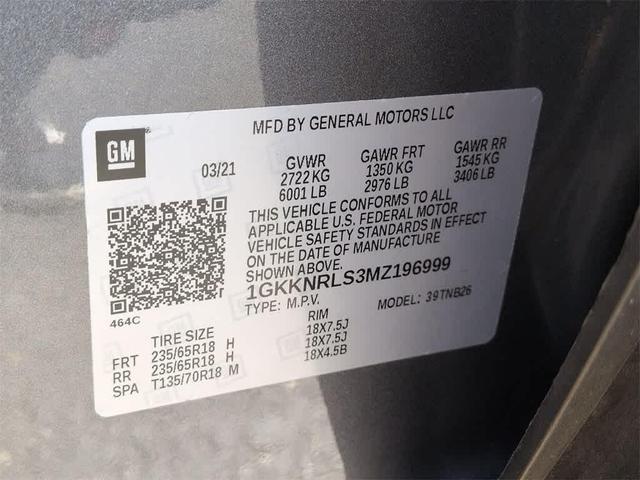 GM
MFD BY GENERAL MOTORS LLC
03/21
GVWR GAWR FRT GAWR RR
2722 KG 1350 KG 1545 KG
6001 LB 2976 LB 3406 LB
THIS VEHICLE CONFORMS TO ALL
APPLICABLE U.S. FEDERAL MOTOR
VEHICLE SAFETY STANDARDS IN EFFECT
ON THE DATE OF MANUFACTURE
SHOWN ABOVE.
1GKKNRLS3MZ196999
TYPE: M.P.V. MODEL: 39TNB26
464C
TIRE SIZE RIM
FRT 235/65R18 H 18X7.5J
RR 235/65R18 H 18X7.5J
SPA T135/70R18 M 18X4.5B